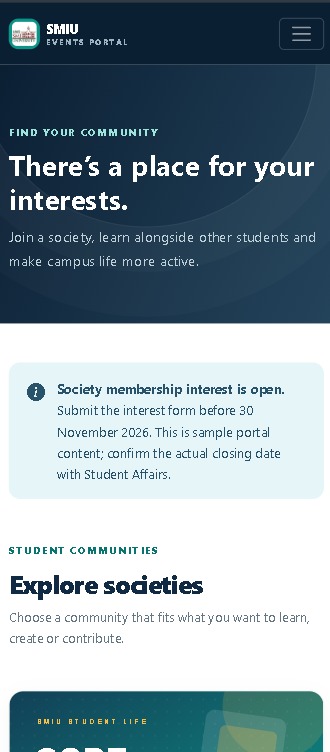 SMIU
EVENTS PORTAL
FIND YOUR COMMUNITY
There's a place for your
interests.
Join a society, learn alongside other students and
make campus life more active.
Society membership interest is open.
Submit the interest form before 30
November 2026. This is sample portal
content; confirm the actual closing date
with Student Affairs.
STUDENT COMMUNITIES
Explore societies
Choose a community that fits what you want to learn,
create or contribute.
SMIU STUDENT LIFE